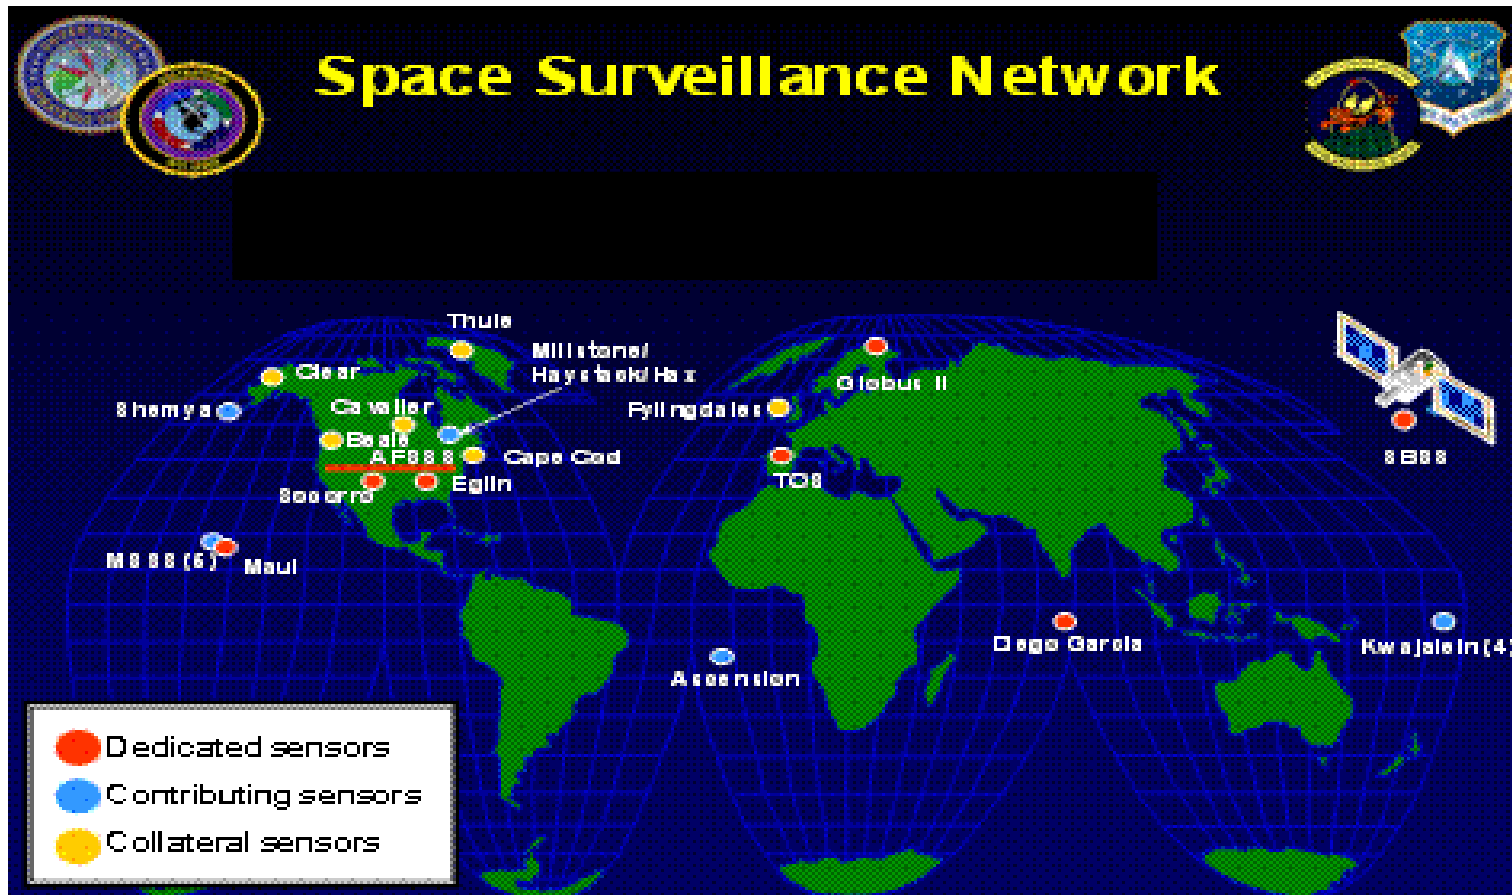 Space Surveillance Network
Thule
Millstone/
Haystack/Hax
Clear
Globus II
Shemya
Cavalier
Fylingdales
Beale
AFSSS
Cape Cod
SBSS
Socorro
Eglin
TOS
MSSS (5)
Maui
Diego Garcia
Kwajalein (4)
Ascension
Dedicated sensors
Contributing sensors
Collateral sensors